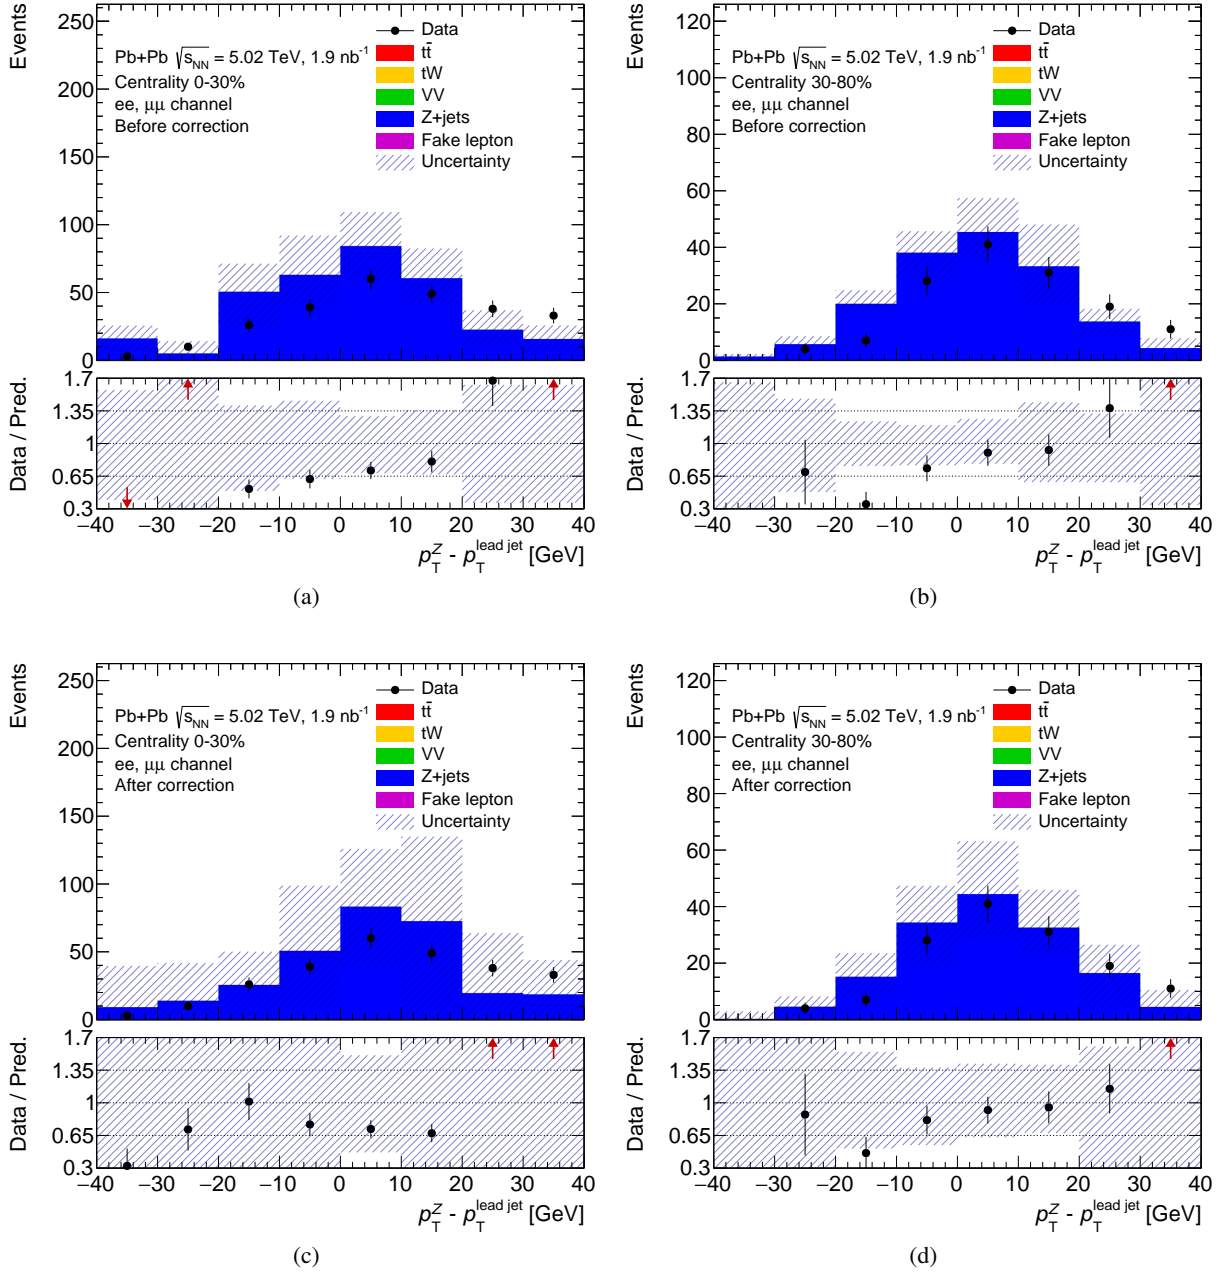 Events
250
200
150
100
50
0
Pb+Pb √sNN = 5.02 TeV, 1.9 nb-1
Centrality 0-30%
ee, μμ channel
Before correction
Data
tt̄
tW
VV
Z+jets
Fake lepton
Uncertainty
Data / Pred.
1.7
1.35
1
0.65
0.3
−40 −30 −20 −10 0 10 20 30 40
pTZ - pTlead jet [GeV]
(a)
Events
120
100
80
60
40
20
0
Pb+Pb √sNN = 5.02 TeV, 1.9 nb-1
Centrality 30-80%
ee, μμ channel
Before correction
Data
tt̄
tW
VV
Z+jets
Fake lepton
Uncertainty
Data / Pred.
1.7
1.35
1
0.65
0.3
−40 −30 −20 −10 0 10 20 30 40
pTZ - pTlead jet [GeV]
(b)
Events
250
200
150
100
50
0
Pb+Pb √sNN = 5.02 TeV, 1.9 nb-1
Centrality 0-30%
ee, μμ channel
After correction
Data
tt̄
tW
VV
Z+jets
Fake lepton
Uncertainty
Data / Pred.
1.7
1.35
1
0.65
0.3
−40 −30 −20 −10 0 10 20 30 40
pTZ - pTlead jet [GeV]
(c)
Events
120
100
80
60
40
20
0
Pb+Pb √sNN = 5.02 TeV, 1.9 nb-1
Centrality 30-80%
ee, μμ channel
After correction
Data
tt̄
tW
VV
Z+jets
Fake lepton
Uncertainty
Data / Pred.
1.7
1.35
1
0.65
0.3
−40 −30 −20 −10 0 10 20 30 40
pTZ - pTlead jet [GeV]
(d)